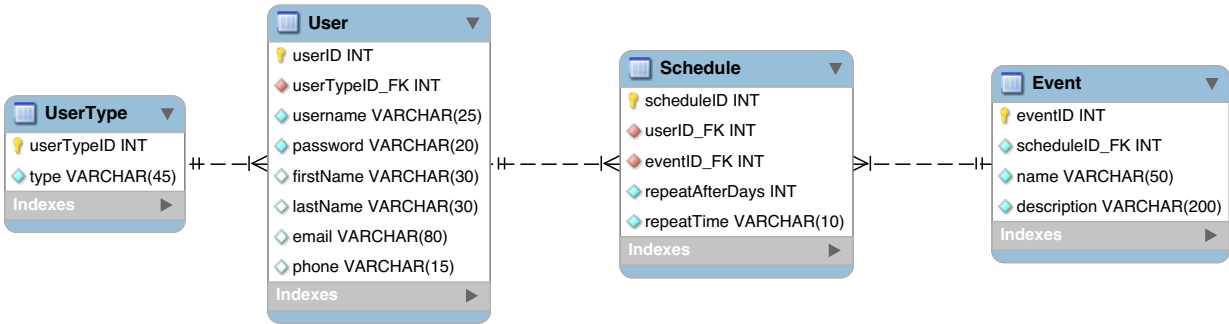 UserType
userTypeID INT
type VARCHAR(45)
Indexes
User
userID INT
userTypeID_FK INT
username VARCHAR(25)
password VARCHAR(20)
firstName VARCHAR(30)
lastName VARCHAR(30)
email VARCHAR(80)
phone VARCHAR(15)
Indexes
Schedule
scheduleID INT
userID_FK INT
eventID_FK INT
repeatAfterDays INT
repeatTime VARCHAR(10)
Indexes
Event
eventID INT
scheduleID_FK INT
name VARCHAR(50)
description VARCHAR(200)
Indexes